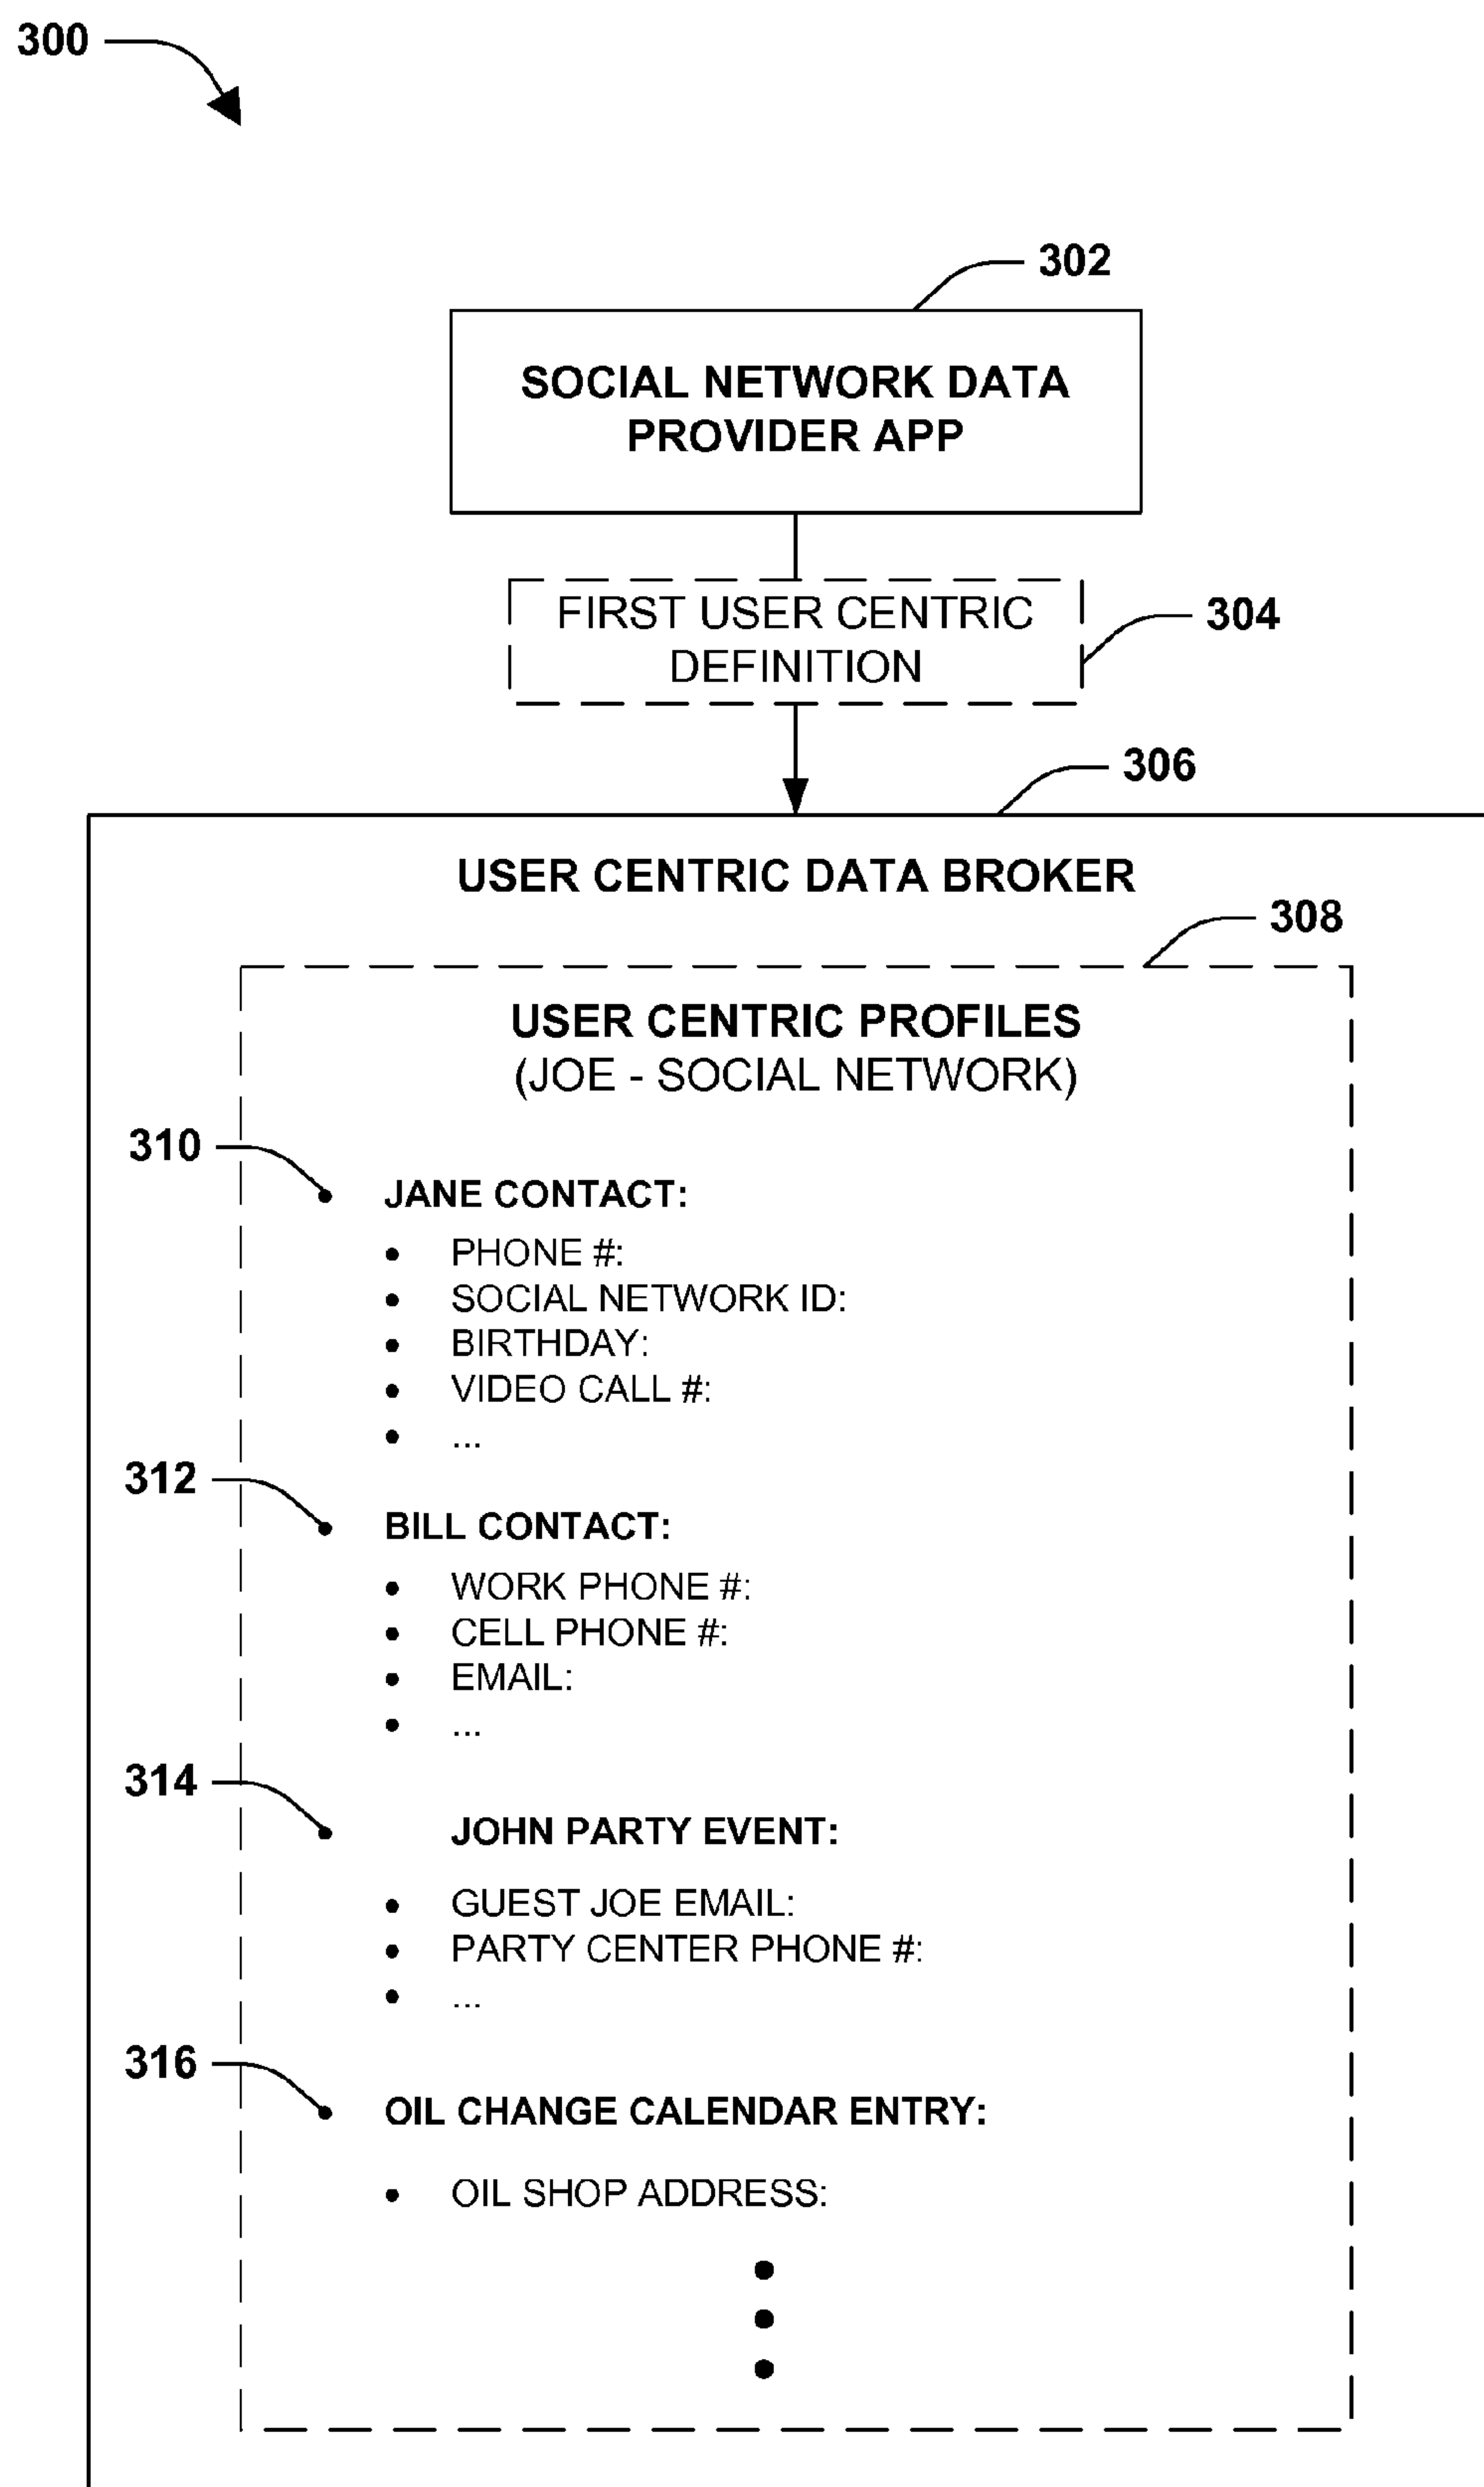 300
302
SOCIAL NETWORK DATA
PROVIDER APP
FIRST USER CENTRIC
DEFINITION
304
306
USER CENTRIC DATA BROKER
308
USER CENTRIC PROFILES
(JOE - SOCIAL NETWORK)
310
• JANE CONTACT:
• PHONE #:
• SOCIAL NETWORK ID:
• BIRTHDAY:
• VIDEO CALL #:
• ...
312
• BILL CONTACT:
• WORK PHONE #:
• CELL PHONE #:
• EMAIL:
• ...
314
• JOHN PARTY EVENT:
• GUEST JOE EMAIL:
• PARTY CENTER PHONE #:
• ...
316
• OIL CHANGE CALENDAR ENTRY:
• OIL SHOP ADDRESS: